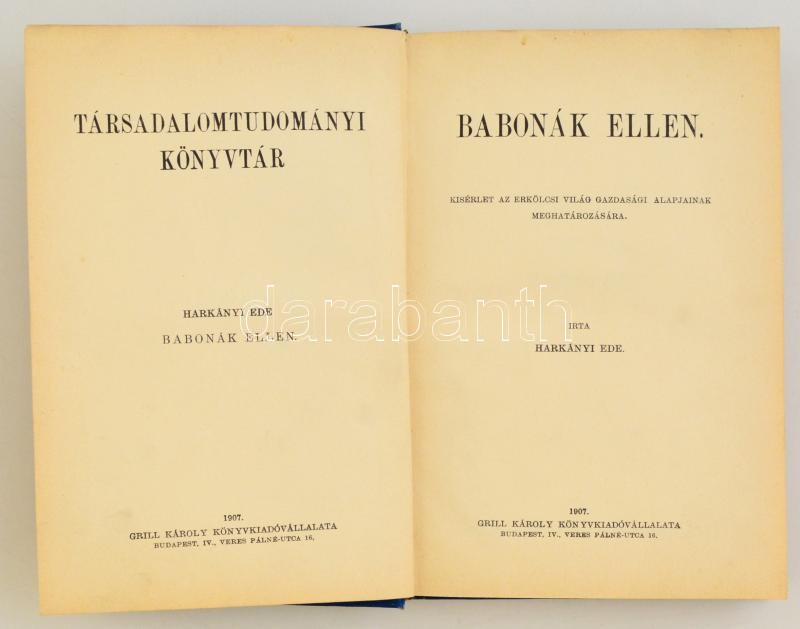 TÁRSADALOMTUDOMÁNYI
KÖNYVTÁR
HARKÁNYI EDE
BABONÁK ELLEN.
1907.
GRILL KÁROLY KÖNYVKIADÓVÁLLALATA
BUDAPEST, IV., VERES PÁLNÉ-UTCA 16.
BABONÁK ELLEN.
KISÉRLET AZ ERKÖLCSI VILÁG GAZDASÁGI ALAPJAINAK
MEGHATÁROZÁSÁRA.
IRTA
HARKÁNYI EDE.
1907.
GRILL KÁROLY KÖNYVKIADÓVÁLLALATA
BUDAPEST, IV., VERES PÁLNÉ-UTCA 16.
darabanth